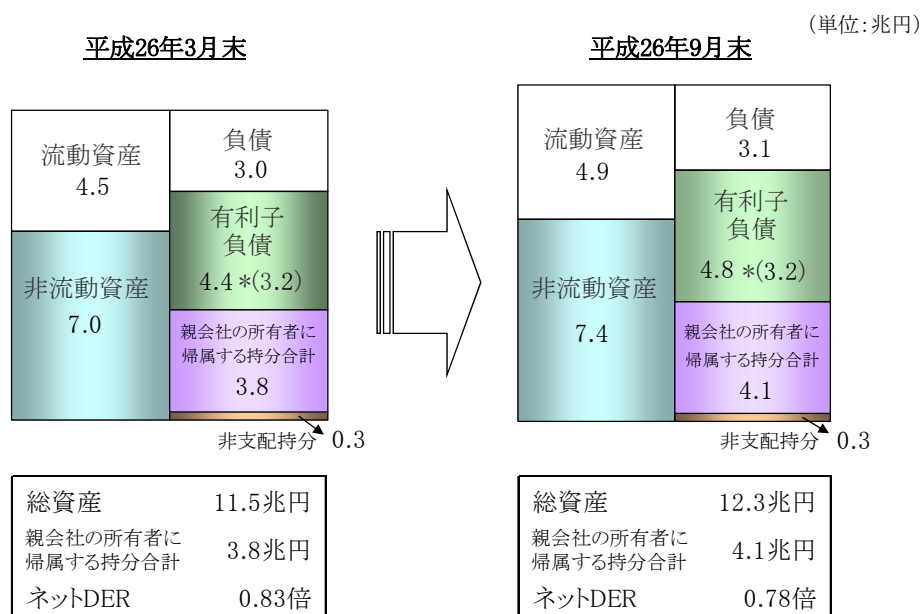 (単位:兆円)
平成26年3月末
流動資産
4.5
負債
3.0
有利子
負債
4.4 *(3.2)
非流動資産
7.0
親会社の所有者に
帰属する持分合計
3.8
非支配持分 0.3
総資産 11.5兆円
親会社の所有者に
帰属する持分合計 3.8兆円
ネットDER 0.83倍
平成26年9月末
流動資産
4.9
負債
3.1
有利子
負債
4.8 *(3.2)
非流動資産
7.4
親会社の所有者に
帰属する持分合計
4.1
非支配持分 0.3
総資産 12.3兆円
親会社の所有者に
帰属する持分合計 4.1兆円
ネットDER 0.78倍